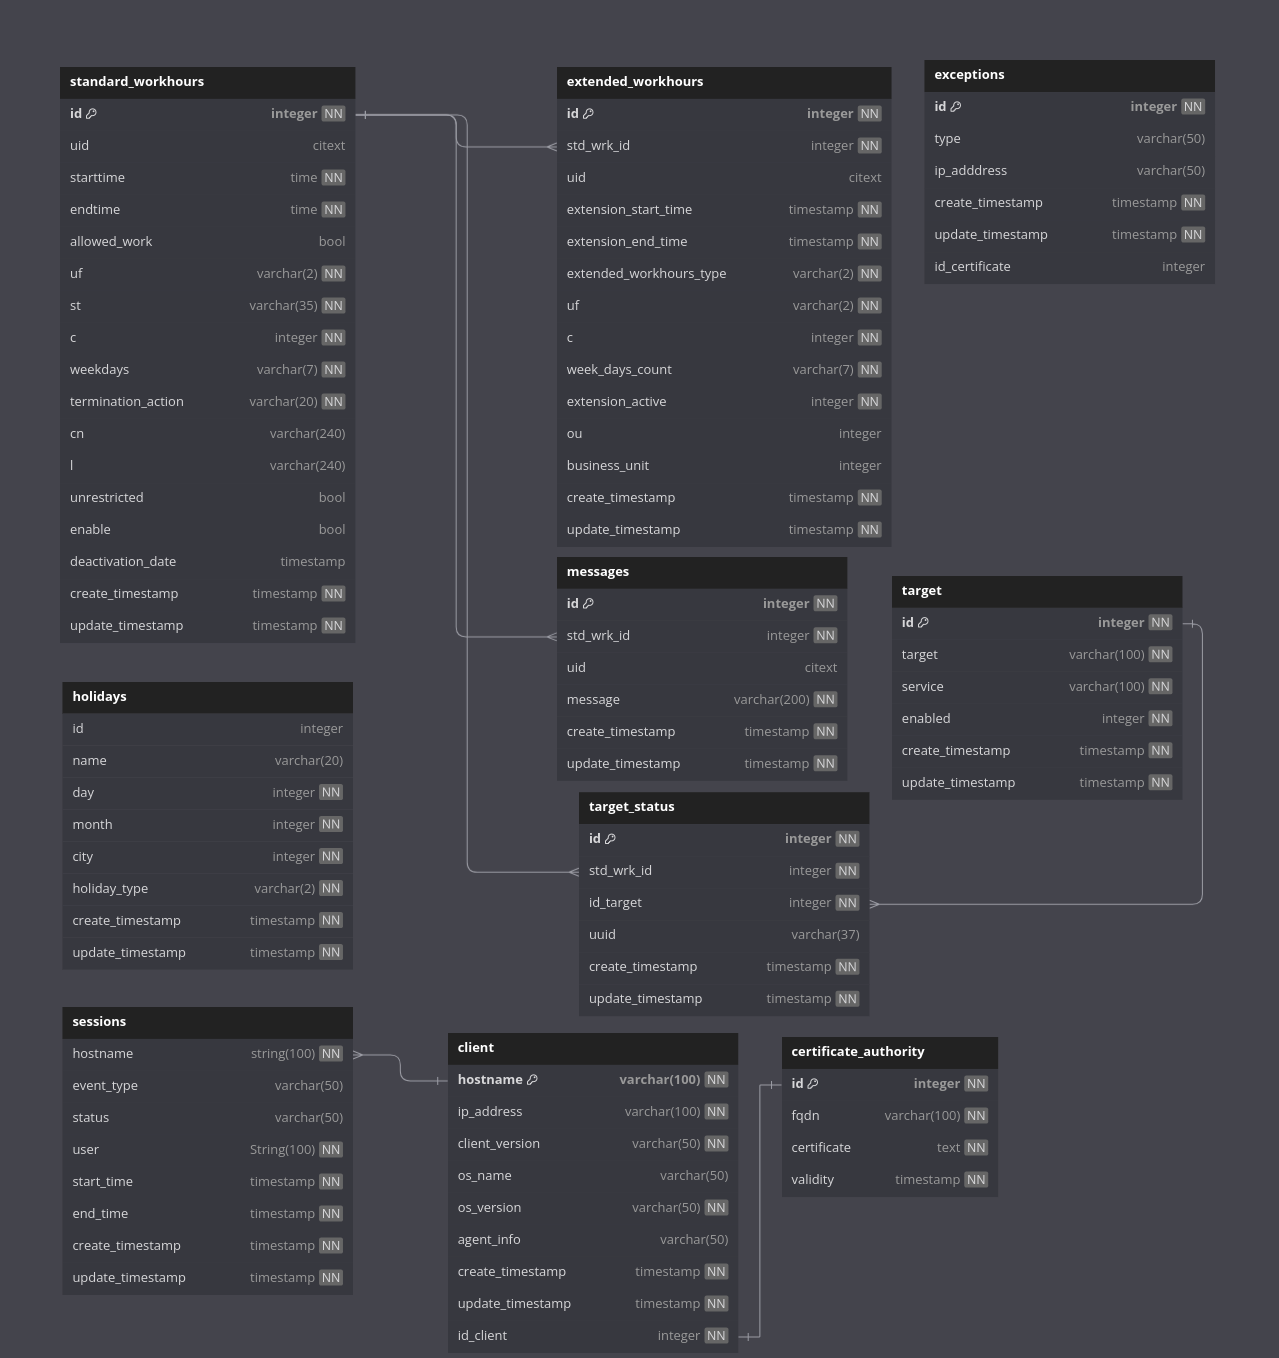 standard_workhours
id integer NN
uid citext
starttime time NN
endtime time NN
allowed_work bool
uf varchar(2) NN
st varchar(35) NN
c integer NN
weekdays varchar(7) NN
termination_action varchar(20) NN
cn varchar(240)
l varchar(240)
unrestricted bool
enable bool
deactivation_date timestamp
create_timestamp timestamp NN
update_timestamp timestamp NN
extended_workhours
id integer NN
std_wrk_id integer NN
uid citext
extension_start_time timestamp NN
extension_end_time timestamp NN
extended_workhours_type varchar(2) NN
uf varchar(2) NN
c integer NN
week_days_count varchar(7) NN
extension_active integer NN
ou integer
business_unit integer
create_timestamp timestamp NN
update_timestamp timestamp NN
exceptions
id integer NN
type varchar(50)
ip_adddress varchar(50)
create_timestamp timestamp NN
update_timestamp timestamp NN
id_certificate integer
messages
id integer NN
std_wrk_id integer NN
uid citext
message varchar(200) NN
create_timestamp timestamp NN
update_timestamp timestamp NN
target
id integer NN
target varchar(100) NN
service varchar(100) NN
enabled integer NN
create_timestamp timestamp NN
update_timestamp timestamp NN
holidays
id integer
name varchar(20)
day integer NN
month integer NN
city integer NN
holiday_type varchar(2) NN
create_timestamp timestamp NN
update_timestamp timestamp NN
target_status
id integer NN
std_wrk_id integer NN
id_target integer NN
uuid varchar(37)
create_timestamp timestamp NN
update_timestamp timestamp NN
sessions
hostname string(100) NN
event_type varchar(50)
status varchar(50)
user String(100) NN
start_time timestamp NN
end_time timestamp NN
create_timestamp timestamp NN
update_timestamp timestamp NN
client
hostname varchar(100) NN
ip_address varchar(100) NN
client_version varchar(50) NN
os_name varchar(50)
os_version varchar(50) NN
agent_info varchar(50)
create_timestamp timestamp NN
update_timestamp timestamp NN
id_client integer NN
certificate_authority
id integer NN
fqdn varchar(100) NN
certificate text NN
validity timestamp NN